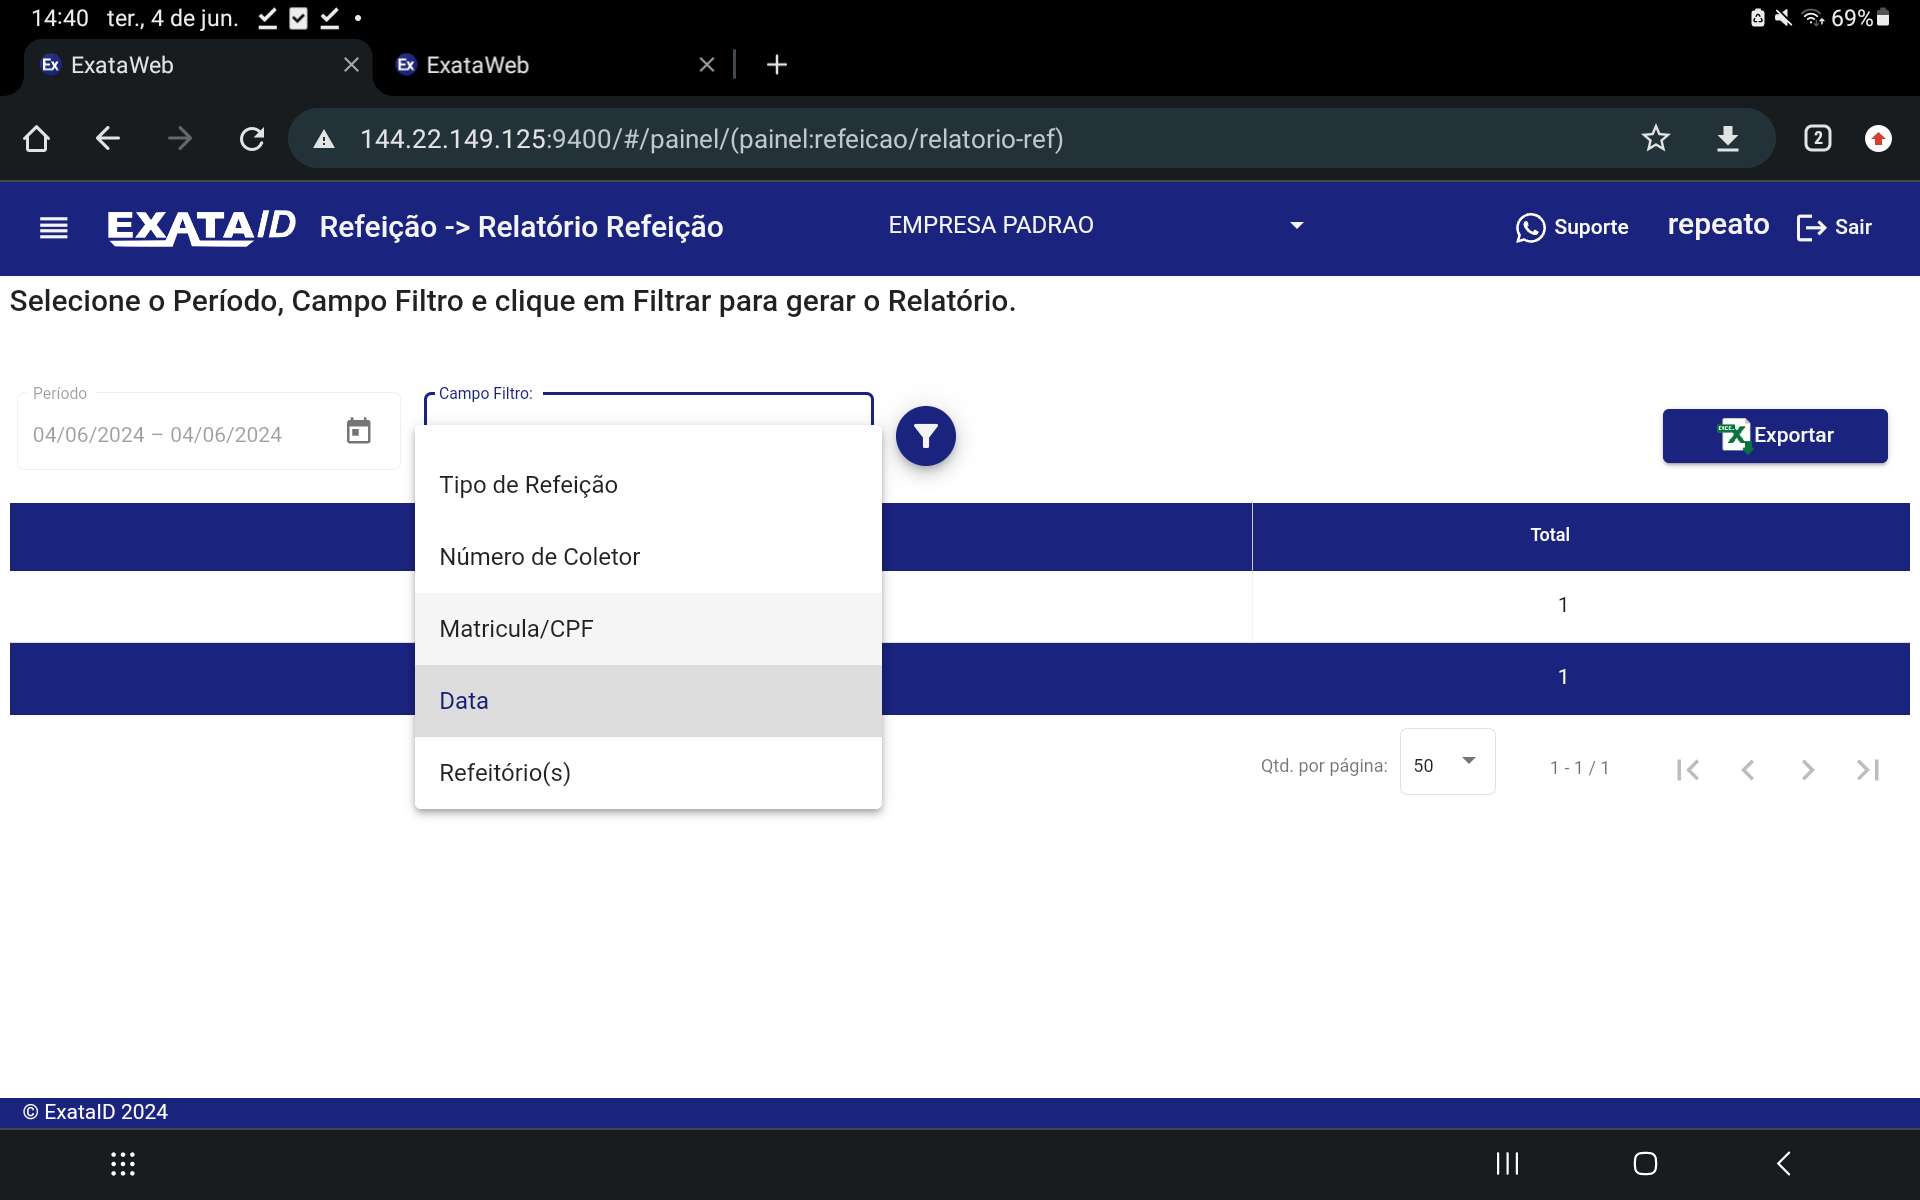 14:40 ter., 4 de jun. 69%
Ex ExataWeb Ex ExataWeb
144.22.149.125:9400/#/painel/(painel:refeicao/relatorio-ref) 2
EXATAID Refeição -> Relatório Refeição EMPRESA PADRAO Suporte repeato Sair
Selecione o Período, Campo Filtro e clique em Filtrar para gerar o Relatório.
Período Campo Filtro:
04/06/2024 – 04/06/2024 Exportar
Tipo de Refeição
Total
Número de Coletor
1
Matricula/CPF
1
Data
Refeitório(s)
Qtd. por página: 50 1 - 1 / 1
© ExataID 2024